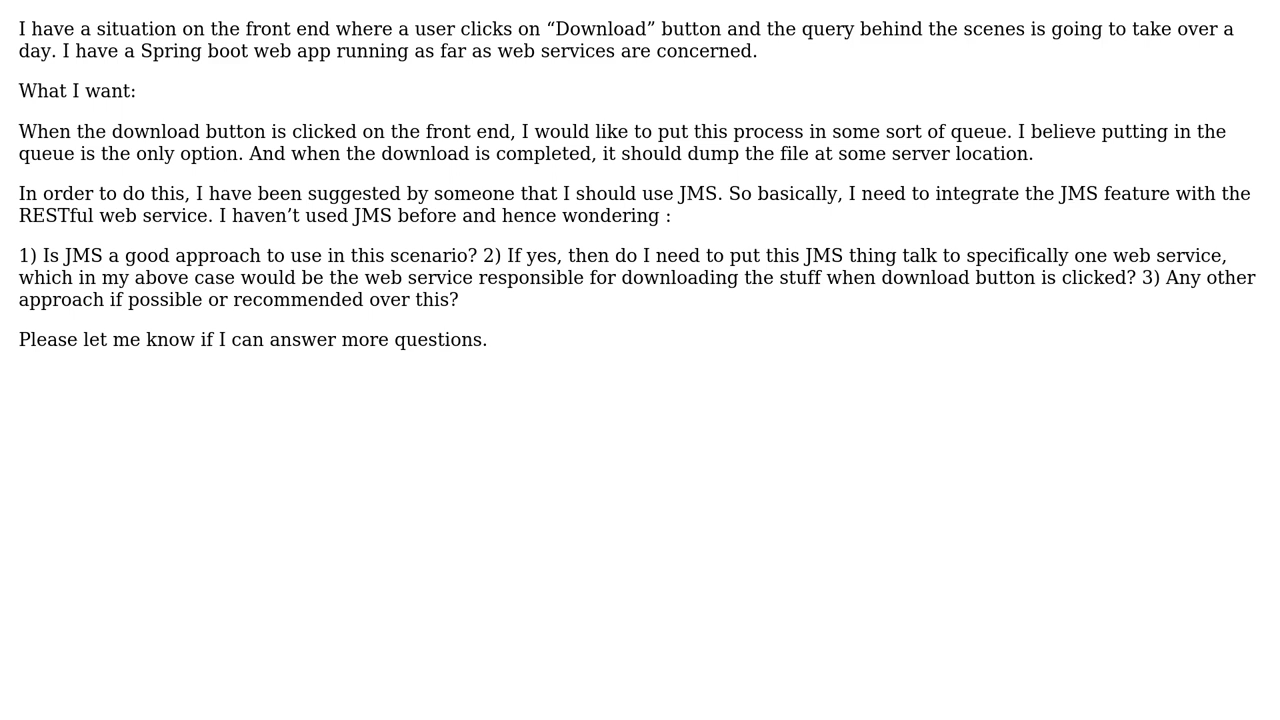 I have a situation on the front end where a user clicks on “Download” button and the query behind the scenes is going to take over a
day. I have a Spring boot web app running as far as web services are concerned.
What I want:
When the download button is clicked on the front end, I would like to put this process in some sort of queue. I believe putting in the
queue is the only option. And when the download is completed, it should dump the file at some server location.
In order to do this, I have been suggested by someone that I should use JMS. So basically, I need to integrate the JMS feature with the
RESTful web service. I haven’t used JMS before and hence wondering :
1) Is JMS a good approach to use in this scenario? 2) If yes, then do I need to put this JMS thing talk to specifically one web service,
which in my above case would be the web service responsible for downloading the stuff when download button is clicked? 3) Any other
approach if possible or recommended over this?
Please let me know if I can answer more questions.